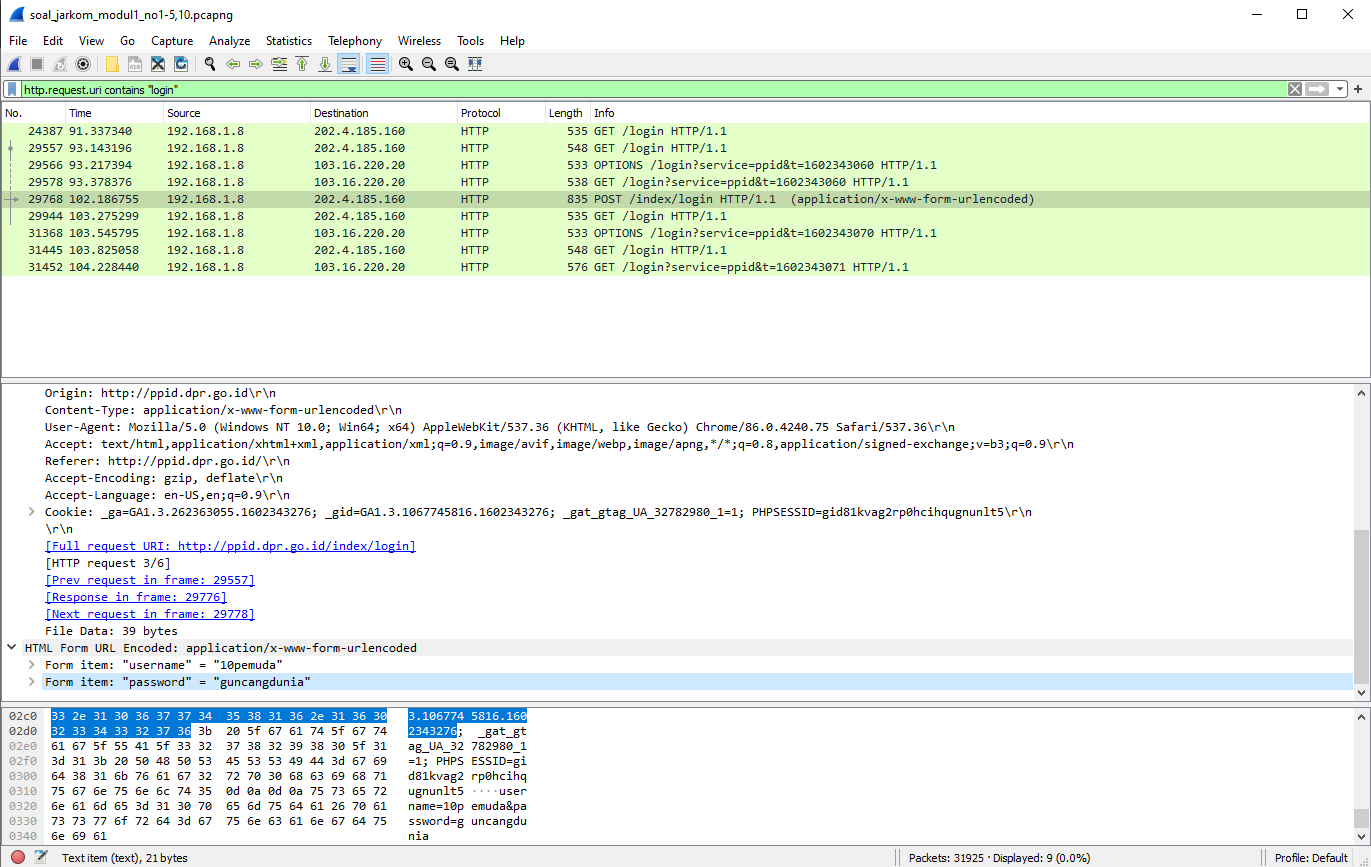 soal_jarkom_modul1_no1-5,10.pcapng
File Edit View Go Capture Analyze Statistics Telephony Wireless Tools Help
http.request.uri contains "login"
No. Time Source Destination Protocol Length Info
24387 91.337340 192.168.1.8 202.4.185.160 HTTP 535 GET /login HTTP/1.1
29557 93.143196 192.168.1.8 202.4.185.160 HTTP 548 GET /login HTTP/1.1
29566 93.217394 192.168.1.8 103.16.220.20 HTTP 533 OPTIONS /login?service=ppid&t=1602343060 HTTP/1.1
29578 93.378376 192.168.1.8 103.16.220.20 HTTP 538 GET /login?service=ppid&t=1602343060 HTTP/1.1
29768 102.186755 192.168.1.8 202.4.185.160 HTTP 835 POST /index/login HTTP/1.1 (application/x-www-form-urlencoded)
29944 103.275299 192.168.1.8 202.4.185.160 HTTP 535 GET /login HTTP/1.1
31368 103.545795 192.168.1.8 103.16.220.20 HTTP 533 OPTIONS /login?service=ppid&t=1602343070 HTTP/1.1
31445 103.825058 192.168.1.8 202.4.185.160 HTTP 548 GET /login HTTP/1.1
31452 104.228440 192.168.1.8 103.16.220.20 HTTP 576 GET /login?service=ppid&t=1602343071 HTTP/1.1
Origin: http://ppid.dpr.go.id\r\n
Content-Type: application/x-www-form-urlencoded\r\n
User-Agent: Mozilla/5.0 (Windows NT 10.0; Win64; x64) AppleWebKit/537.36 (KHTML, like Gecko) Chrome/86.0.4240.75 Safari/537.36\r\n
Accept: text/html,application/xhtml+xml,application/xml;q=0.9,image/avif,image/webp,image/apng,*/*;q=0.8,application/signed-exchange;v=b3;q=0.9\r\n
Referer: http://ppid.dpr.go.id/\r\n
Accept-Encoding: gzip, deflate\r\n
Accept-Language: en-US,en;q=0.9\r\n
Cookie: _ga=GA1.3.262363055.1602343276; _gid=GA1.3.1067745816.1602343276; _gat_gtag_UA_32782980_1=1; PHPSESSID=gid81kvag2rp0hcihqugnunlt5\r\n
\r\n
[Full request URI: http://ppid.dpr.go.id/index/login]
[HTTP request 3/6]
[Prev request in frame: 29557]
[Response in frame: 29776]
[Next request in frame: 29778]
File Data: 39 bytes
HTML Form URL Encoded: application/x-www-form-urlencoded
Form item: "username" = "10pemuda"
Form item: "password" = "guncangdunia"
02c0 33 2e 31 30 36 37 37 34 35 38 31 36 2e 31 36 30 3.106774 5816.160
02d0 32 33 34 33 32 37 36 3b 20 5f 67 61 74 5f 67 74 2343276; _gat_gt
02e0 61 67 5f 55 41 5f 33 32 37 38 32 39 38 30 5f 31 ag_UA_32 782980_1
02f0 3d 31 3b 20 50 48 50 53 45 53 53 49 44 3d 67 69 =1; PHPS ESSID=gi
0300 64 38 31 6b 76 61 67 32 72 70 30 68 63 69 68 71 d81kvag2 rp0hcihq
0310 75 67 6e 75 6e 6c 74 35 0d 0a 0d 0a 75 73 65 72 ugnunlt5 ····user
0320 6e 61 6d 65 3d 31 30 70 65 6d 75 64 61 26 70 61 name=10p emuda&pa
0330 73 73 77 6f 72 64 3d 67 75 6e 63 61 6e 67 64 75 ssword=g uncangdu
0340 6e 69 61 nia
Text item (text), 21 bytes Packets: 31925 · Displayed: 9 (0.0%) Profile: Default